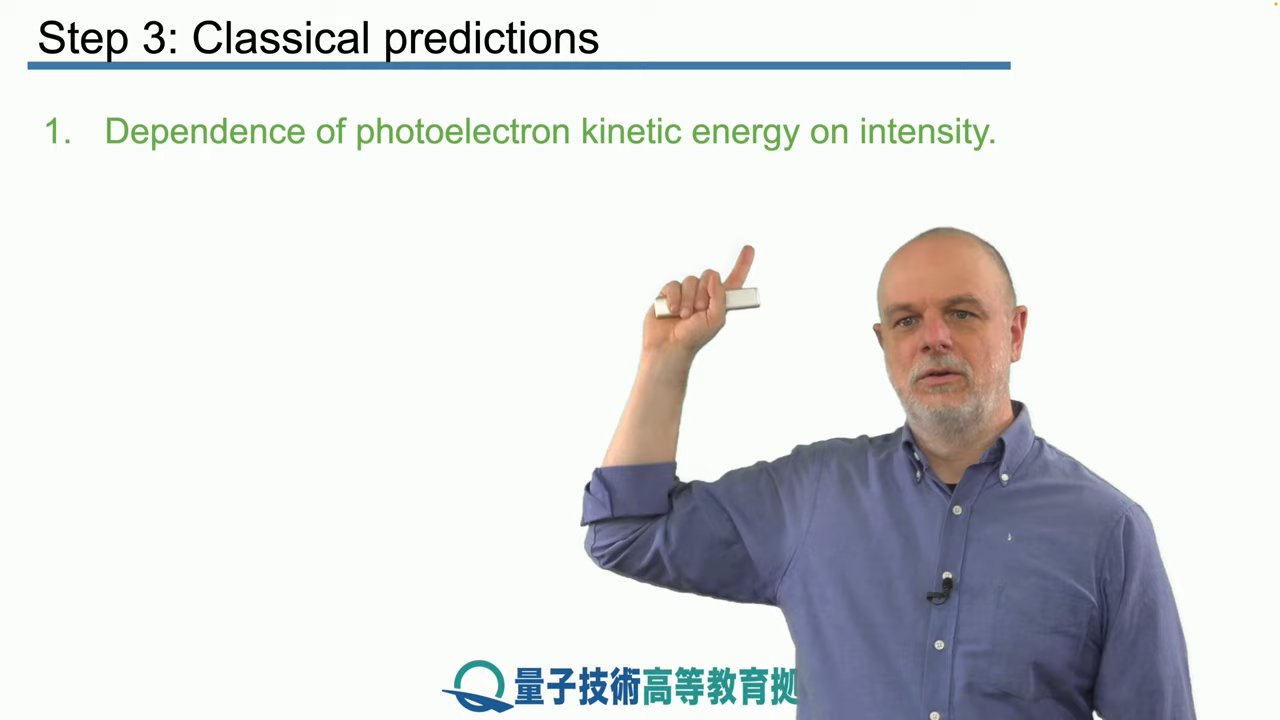 Step 3: Classical predictions
1. Dependence of photoelectron kinetic energy on intensity.
量子技術高等教育拠